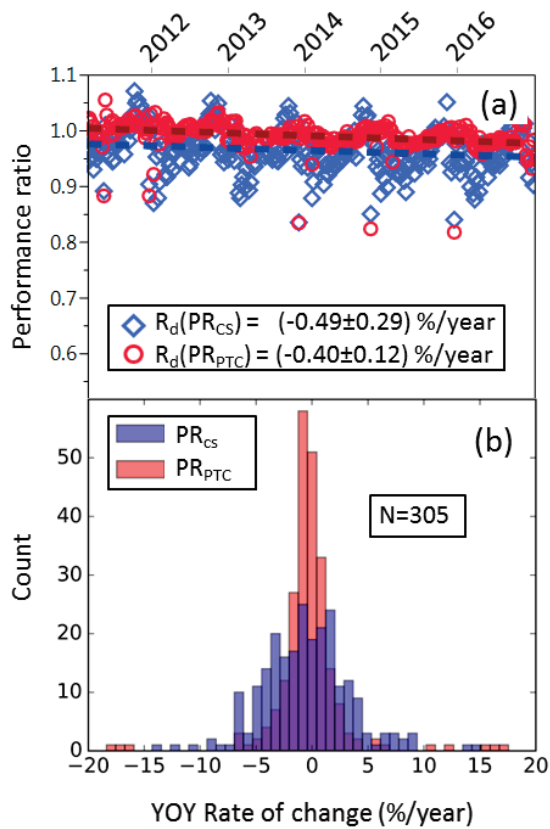 2012 2013 2014 2015 2016
(a)
1.1
1.0
0.9
0.8
0.7
0.6
Performance ratio
R_d(PR_CS) = (-0.49±0.29) %/year
R_d(PR_PTC) = (-0.40±0.12) %/year
(b)
PR_cs
PR_PTC
N=305
50
40
30
20
10
0
Count
−20 −15 −10 −5 0 5 10 15 20
YOY Rate of change (%/year)